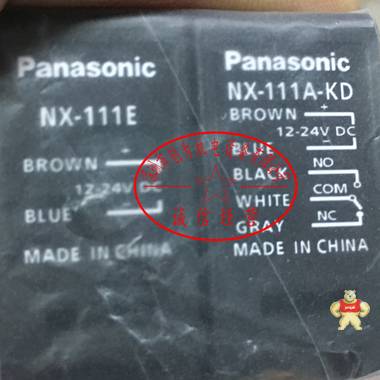 Panasonic
NX-111E
BROWN +
12-24V
BLUE
MADE IN CHINA
Panasonic
NX-111A-KD
BROWN +
12-24V DC
BLUE -
BLACK NO
WHITE COM
GRAY NC
MADE IN CHINA